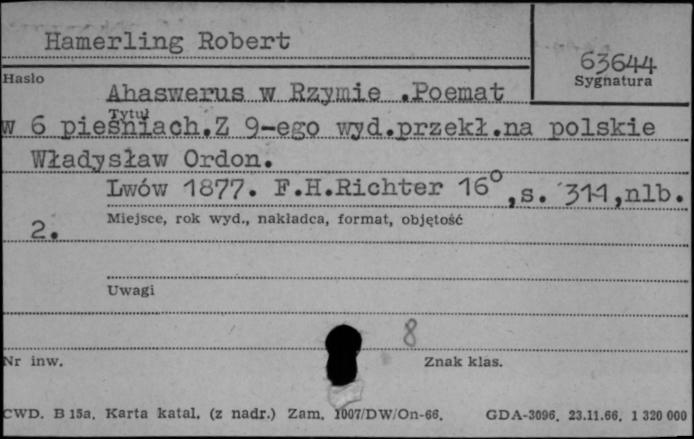 Hamerling Robert
63644
Hasło
Sygnatura
Ahaswerus w Rzymie .Poemat
Tytuł
w 6 pieśniach.Z 9-ego wyd.przekł.na polskie
Władysław Ordon.
Lwów 1877. F.H.Richter 16°,s. 311,nlb.
Miejsce, rok wyd., nakładca, format, objętość
2.
Uwagi
8
Nr inw.
Znak klas.
CWD. B 15a. Karta katal. (z nadr.) Zam. 1007/DW/On-66. GDA-3096. 23.11.66. 1 320 000